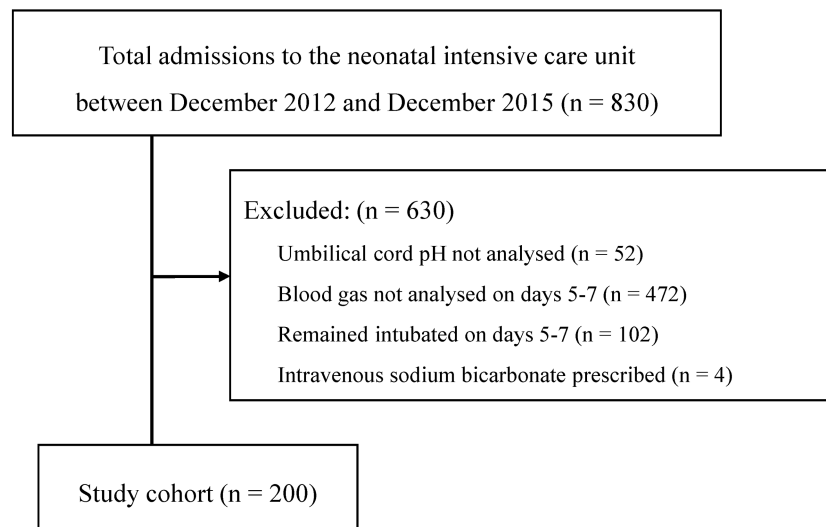 Total admissions to the neonatal intensive care unit
between December 2012 and December 2015 (n = 830)
Excluded: (n = 630)
Umbilical cord pH not analysed (n = 52)
Blood gas not analysed on days 5-7 (n = 472)
Remained intubated on days 5-7 (n = 102)
Intravenous sodium bicarbonate prescribed (n = 4)
Study cohort (n = 200)